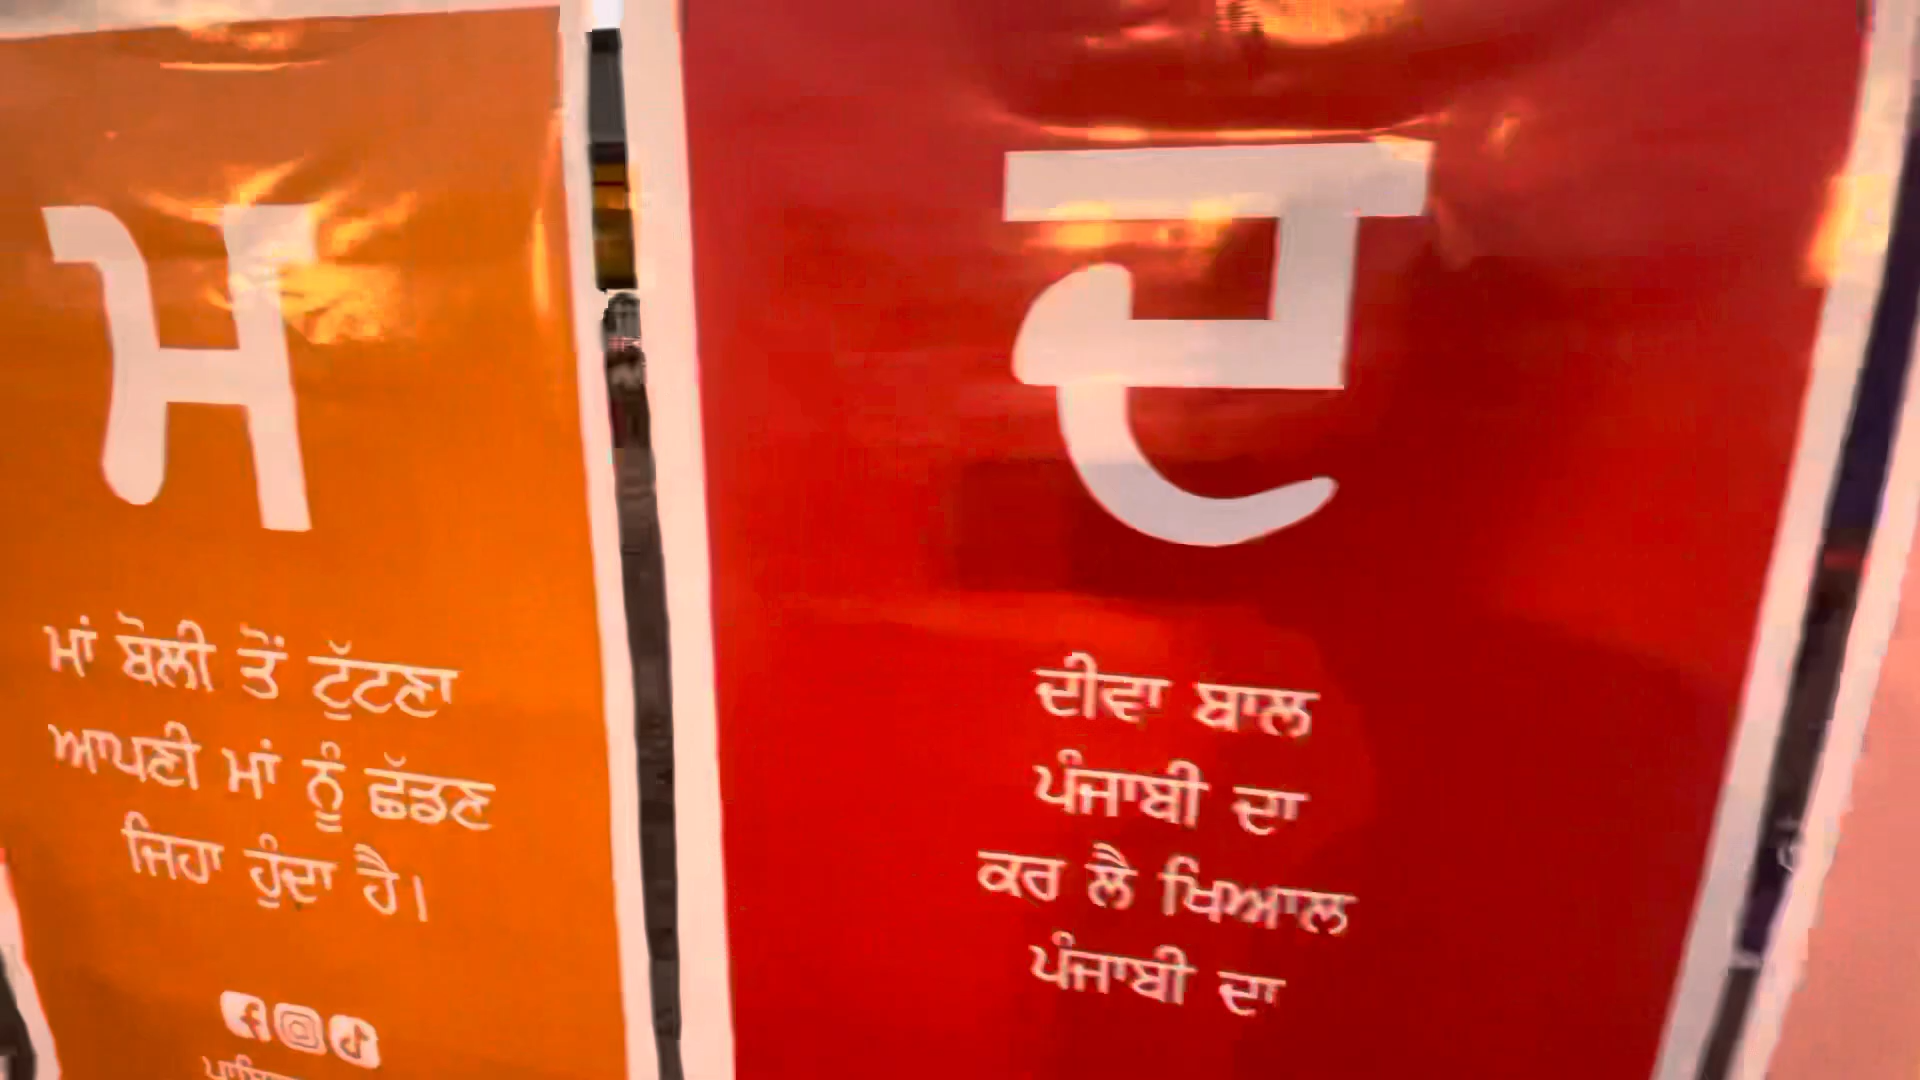 ਮ
ਮਾਂ ਬੋਲੀ ਤੋਂ ਟੁੱਟਣਾ
ਆਪਣੀ ਮਾਂ ਨੂੰ ਛੱਡਣ
ਜਿਹਾ ਹੁੰਦਾ ਹੈ।
ਦ
ਦੀਵਾ ਬਾਲ
ਪੰਜਾਬੀ ਦਾ
ਕਰ ਲੈ ਖਿਆਲ
ਪੰਜਾਬੀ ਦਾ